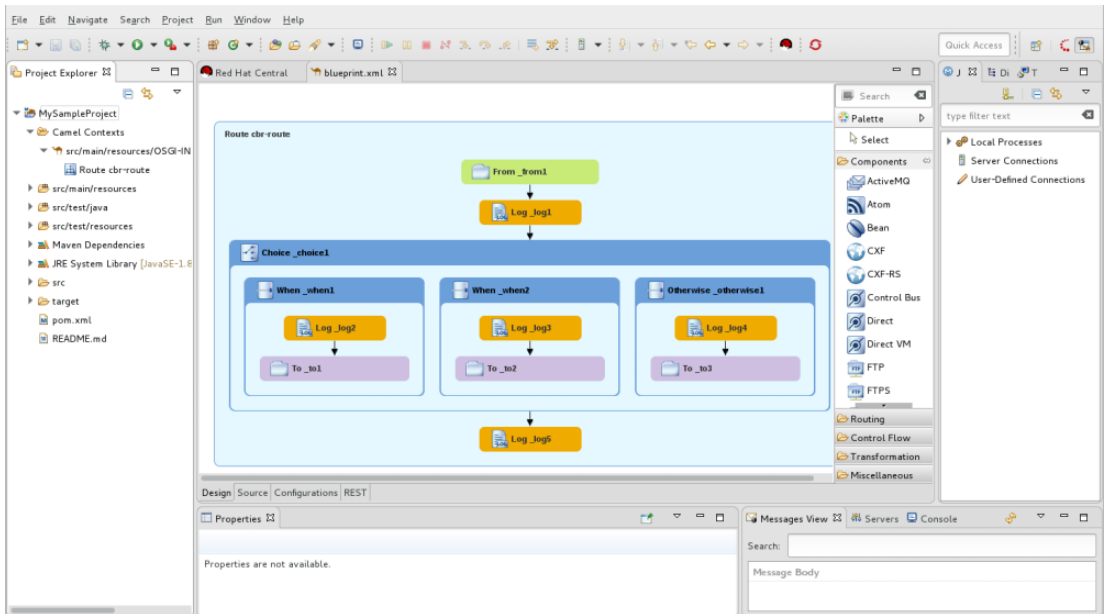 File Edit Navigate Search Project Run Window Help
Quick Access
Project Explorer
MySampleProject
Camel Contexts
src/main/resources/OSGI-IN
Route cbr-route
src/main/resources
src/test/java
src/test/resources
Maven Dependencies
JRE System Library [JavaSE-1.8
src
target
pom.xml
README.md
Red Hat Central
blueprint.xml
Route cbr-route
From _from1
Log _log1
Choice _choice1
When _when1
When _when2
Otherwise _otherwise1
Log _log2
Log _log3
Log _log4
To _to1
To _to2
To _to3
Log _log5
Design Source Configurations REST
Search
Palette
Select
Components
ActiveMQ
Atom
Bean
CXF
CXF-RS
Control Bus
Direct
Direct VM
FTP
FTPS
Routing
Control Flow
Transformation
Miscellaneous
J Di T
type filter text
Local Processes
Server Connections
User-Defined Connections
Properties
Properties are not available.
Messages View Servers Console
Search:
Message Body